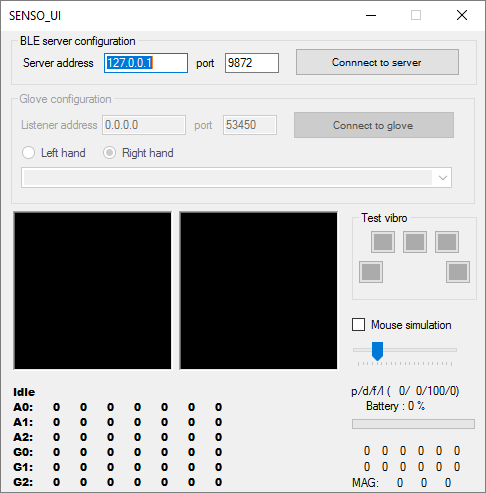 SENSO_UI
BLE server configuration
Server address 127.0.0.1 port 9872 Connnect to server
Glove configuration
Listener address 0.0.0.0 port 53450 Connect to glove
Left hand Right hand
Test vibro
Mouse simulation
Idle
p/d/f/l ( 0/ 0/100/0)
A0: 0 0 0 0 0 0 0
Battery : 0 %
A1: 0 0 0 0 0 0 0
A2: 0 0 0 0 0 0 0
G0: 0 0 0 0 0 0 0
0 0 0 0 0 0
G1: 0 0 0 0 0 0 0
0 0 0 0 0 0
G2: 0 0 0 0 0 0 0
MAG: 0 0 0